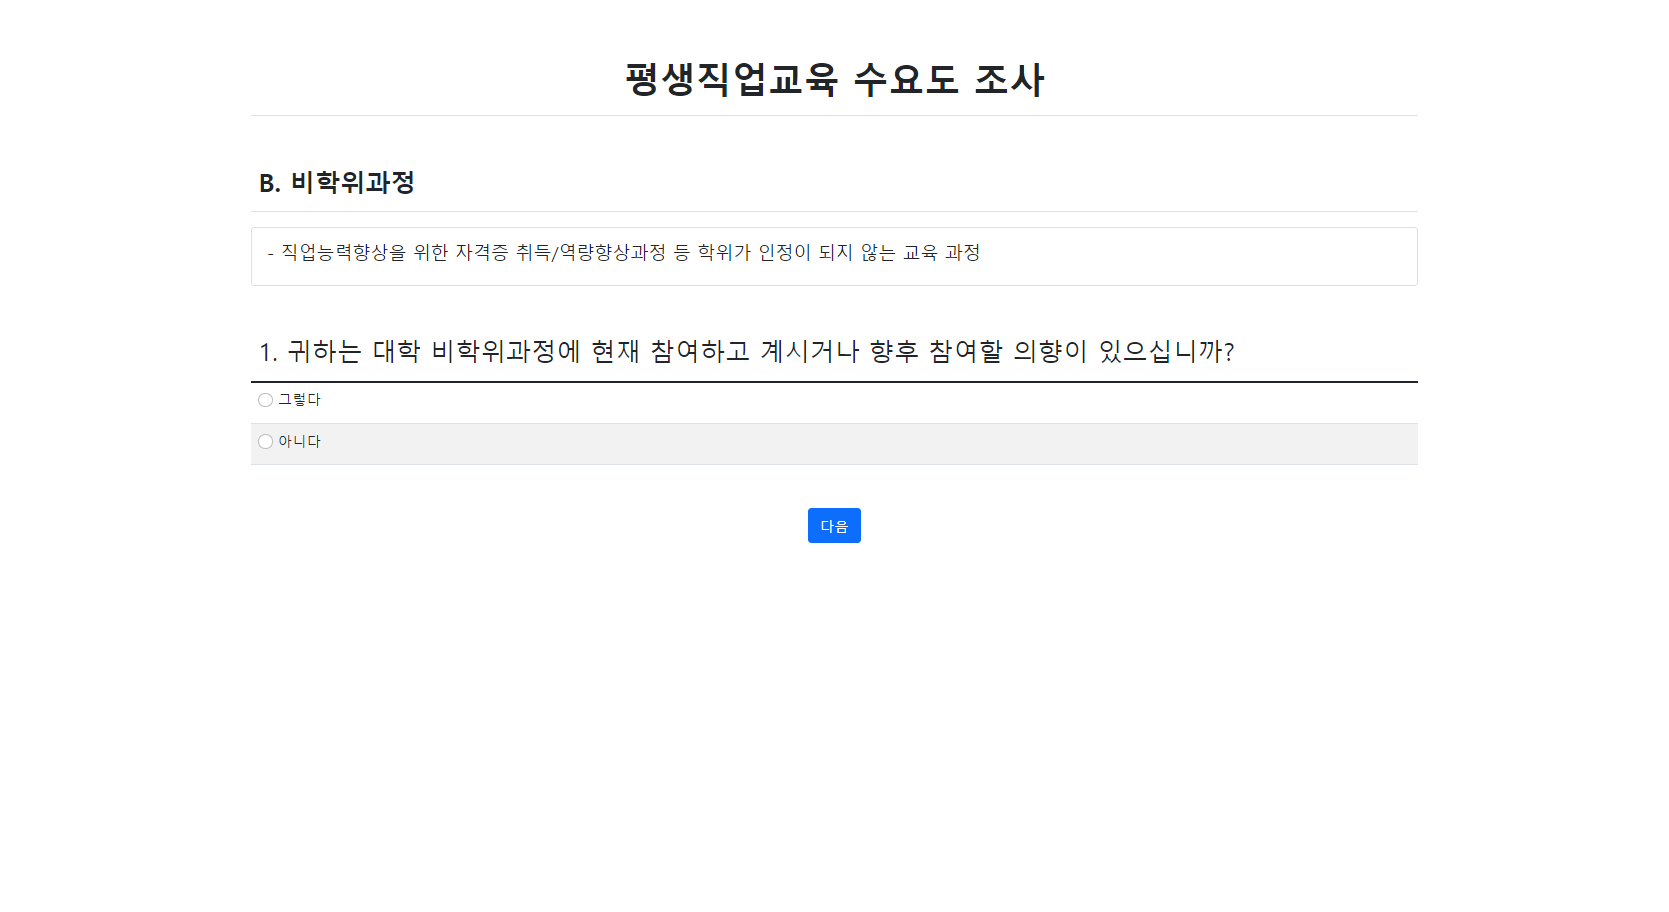 평생직업교육 수요도 조사
B. 비학위과정
- 직업능력향상을 위한 자격증 취득/역량향상과정 등 학위가 인정이 되지 않는 교육 과정
1. 귀하는 대학 비학위과정에 현재 참여하고 계시거나 향후 참여할 의향이 있으십니까?
그렇다
아니다
다음